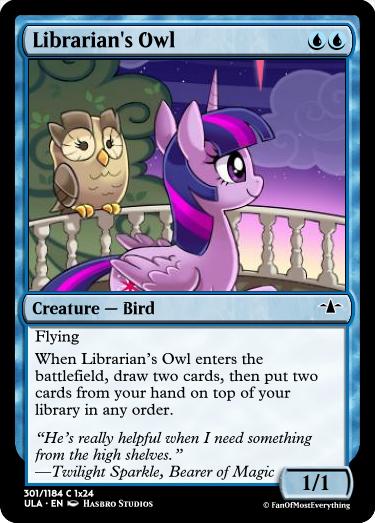 Librarian's Owl
Creature — Bird
Flying
When Librarian's Owl enters the
battlefield, draw two cards, then put two
cards from your hand on top of your
library in any order.
"He's really helpful when I need something
from the high shelves."
—Twilight Sparkle, Bearer of Magic
1/1
301/1184 C 1x24
ULA • EN Hasbro Studios
© FanOfMostEverything